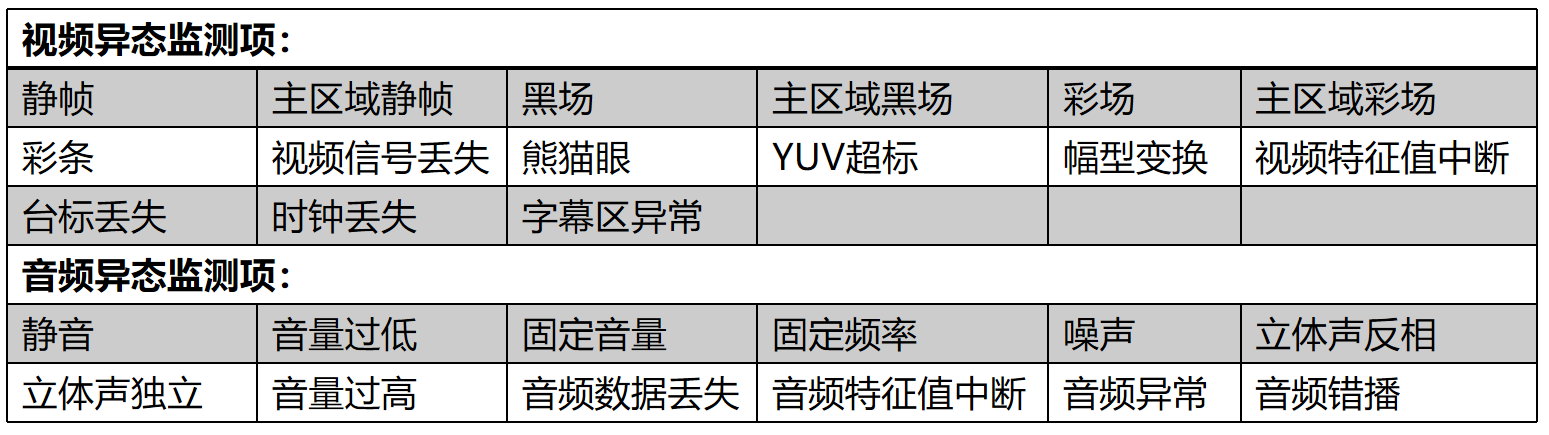 视频异态监测项：
静帧 主区域静帧 黑场 主区域黑场 彩场 主区域彩场
彩条 视频信号丢失 熊猫眼 YUV超标 幅型变换 视频特征值中断
台标丢失 时钟丢失 字幕区异常
音频异态监测项：
静音 音量过低 固定音量 固定频率 噪声 立体声反相
立体声独立 音量过高 音频数据丢失 音频特征值中断 音频异常 音频错播